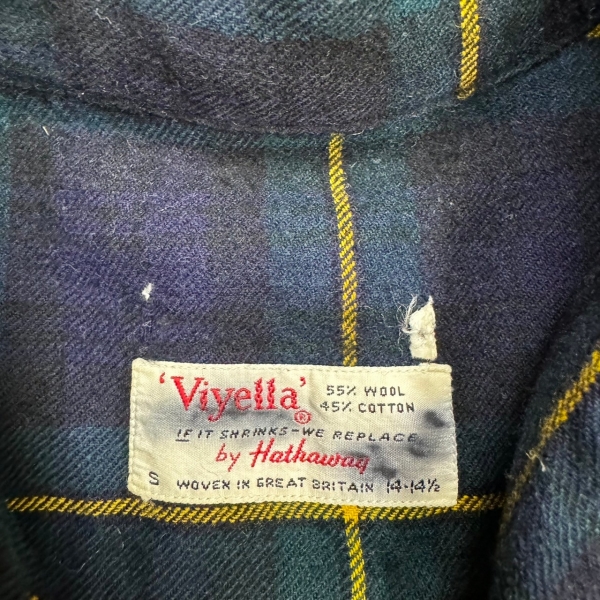 'Viyella'®
55% WOOL
45% COTTON
IF IT SHRINKS-WE REPLACE
by Hathaway
S WOVEN IN GREAT BRITAIN 14-14½